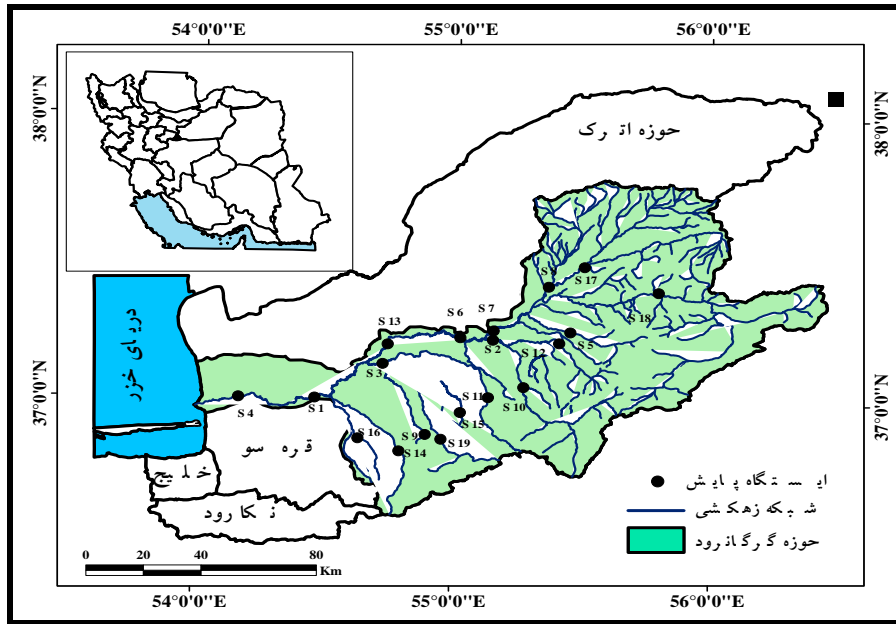 54°0'0"E 55°0'0"E 56°0'0"E
38°0'0"N 38°0'0"N
حوزه اترک
S 8
S 17
S 7
S 18
S 6
S 13
S 2
S 12
S 5
دریای خزر
S 3
37°0'0"N 37°0'0"N
S 4
S 1
S 11
S 10
S 15
S 16
S 9
S 19
S 14
قره سو
خلیج
نکارود
ایستگاه پایش
شبکه زهکشی
حوزه گرگانرود
0 20 40 80
Km
54°0'0"E 55°0'0"E 56°0'0"E